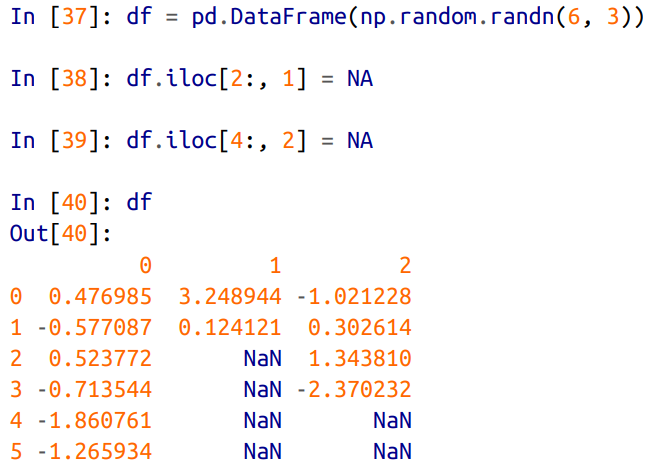 In [37]: df = pd.DataFrame(np.random.randn(6, 3))
In [38]: df.iloc[2:, 1] = NA
In [39]: df.iloc[4:, 2] = NA
In [40]: df
Out[40]:
          0         1         2
0  0.476985  3.248944 -1.021228
1 -0.577087  0.124121  0.302614
2  0.523772       NaN  1.343810
3 -0.713544       NaN -2.370232
4 -1.860761       NaN       NaN
5 -1.265934       NaN       NaN